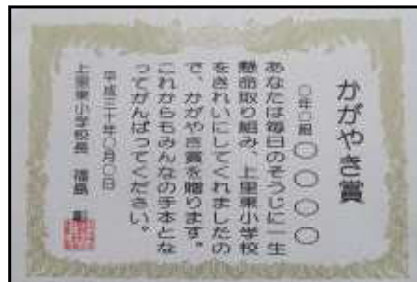 かがやき賞
〇年〇組 〇〇〇〇
あなたは毎日のそうじに一生
懸命取り組み、上里東小学校
をきれいにしてくれましたの
で、かがやき賞を贈ります。
これからもみんなの手本とな
ってがんばってください。
平成三十年〇月〇日
上里東小学校長 福島